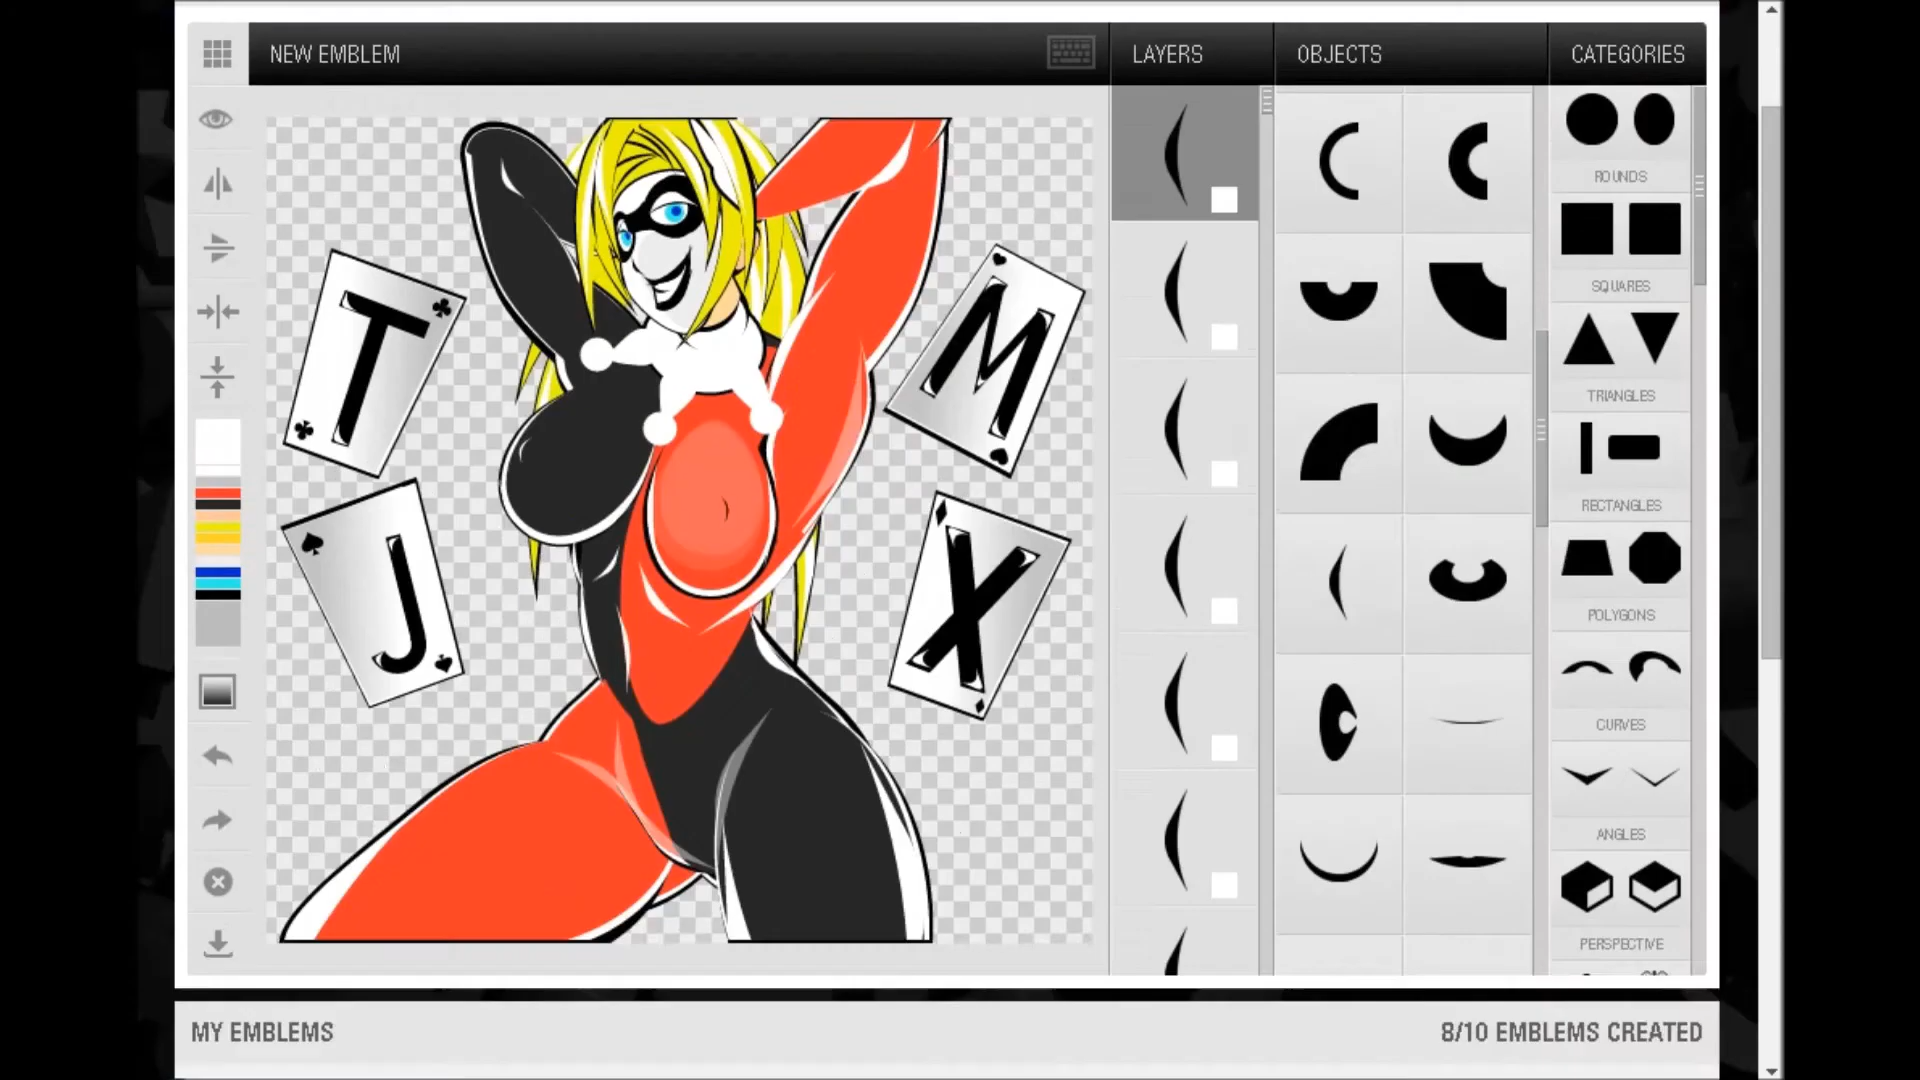 NEW EMBLEM
LAYERS
OBJECTS
CATEGORIES
ROUNDS
SQUARES
TRIANGLES
RECTANGLES
POLYGONS
CURVES
ANGLES
PERSPECTIVE
T
M
J
X
MY EMBLEMS
8/10 EMBLEMS CREATED